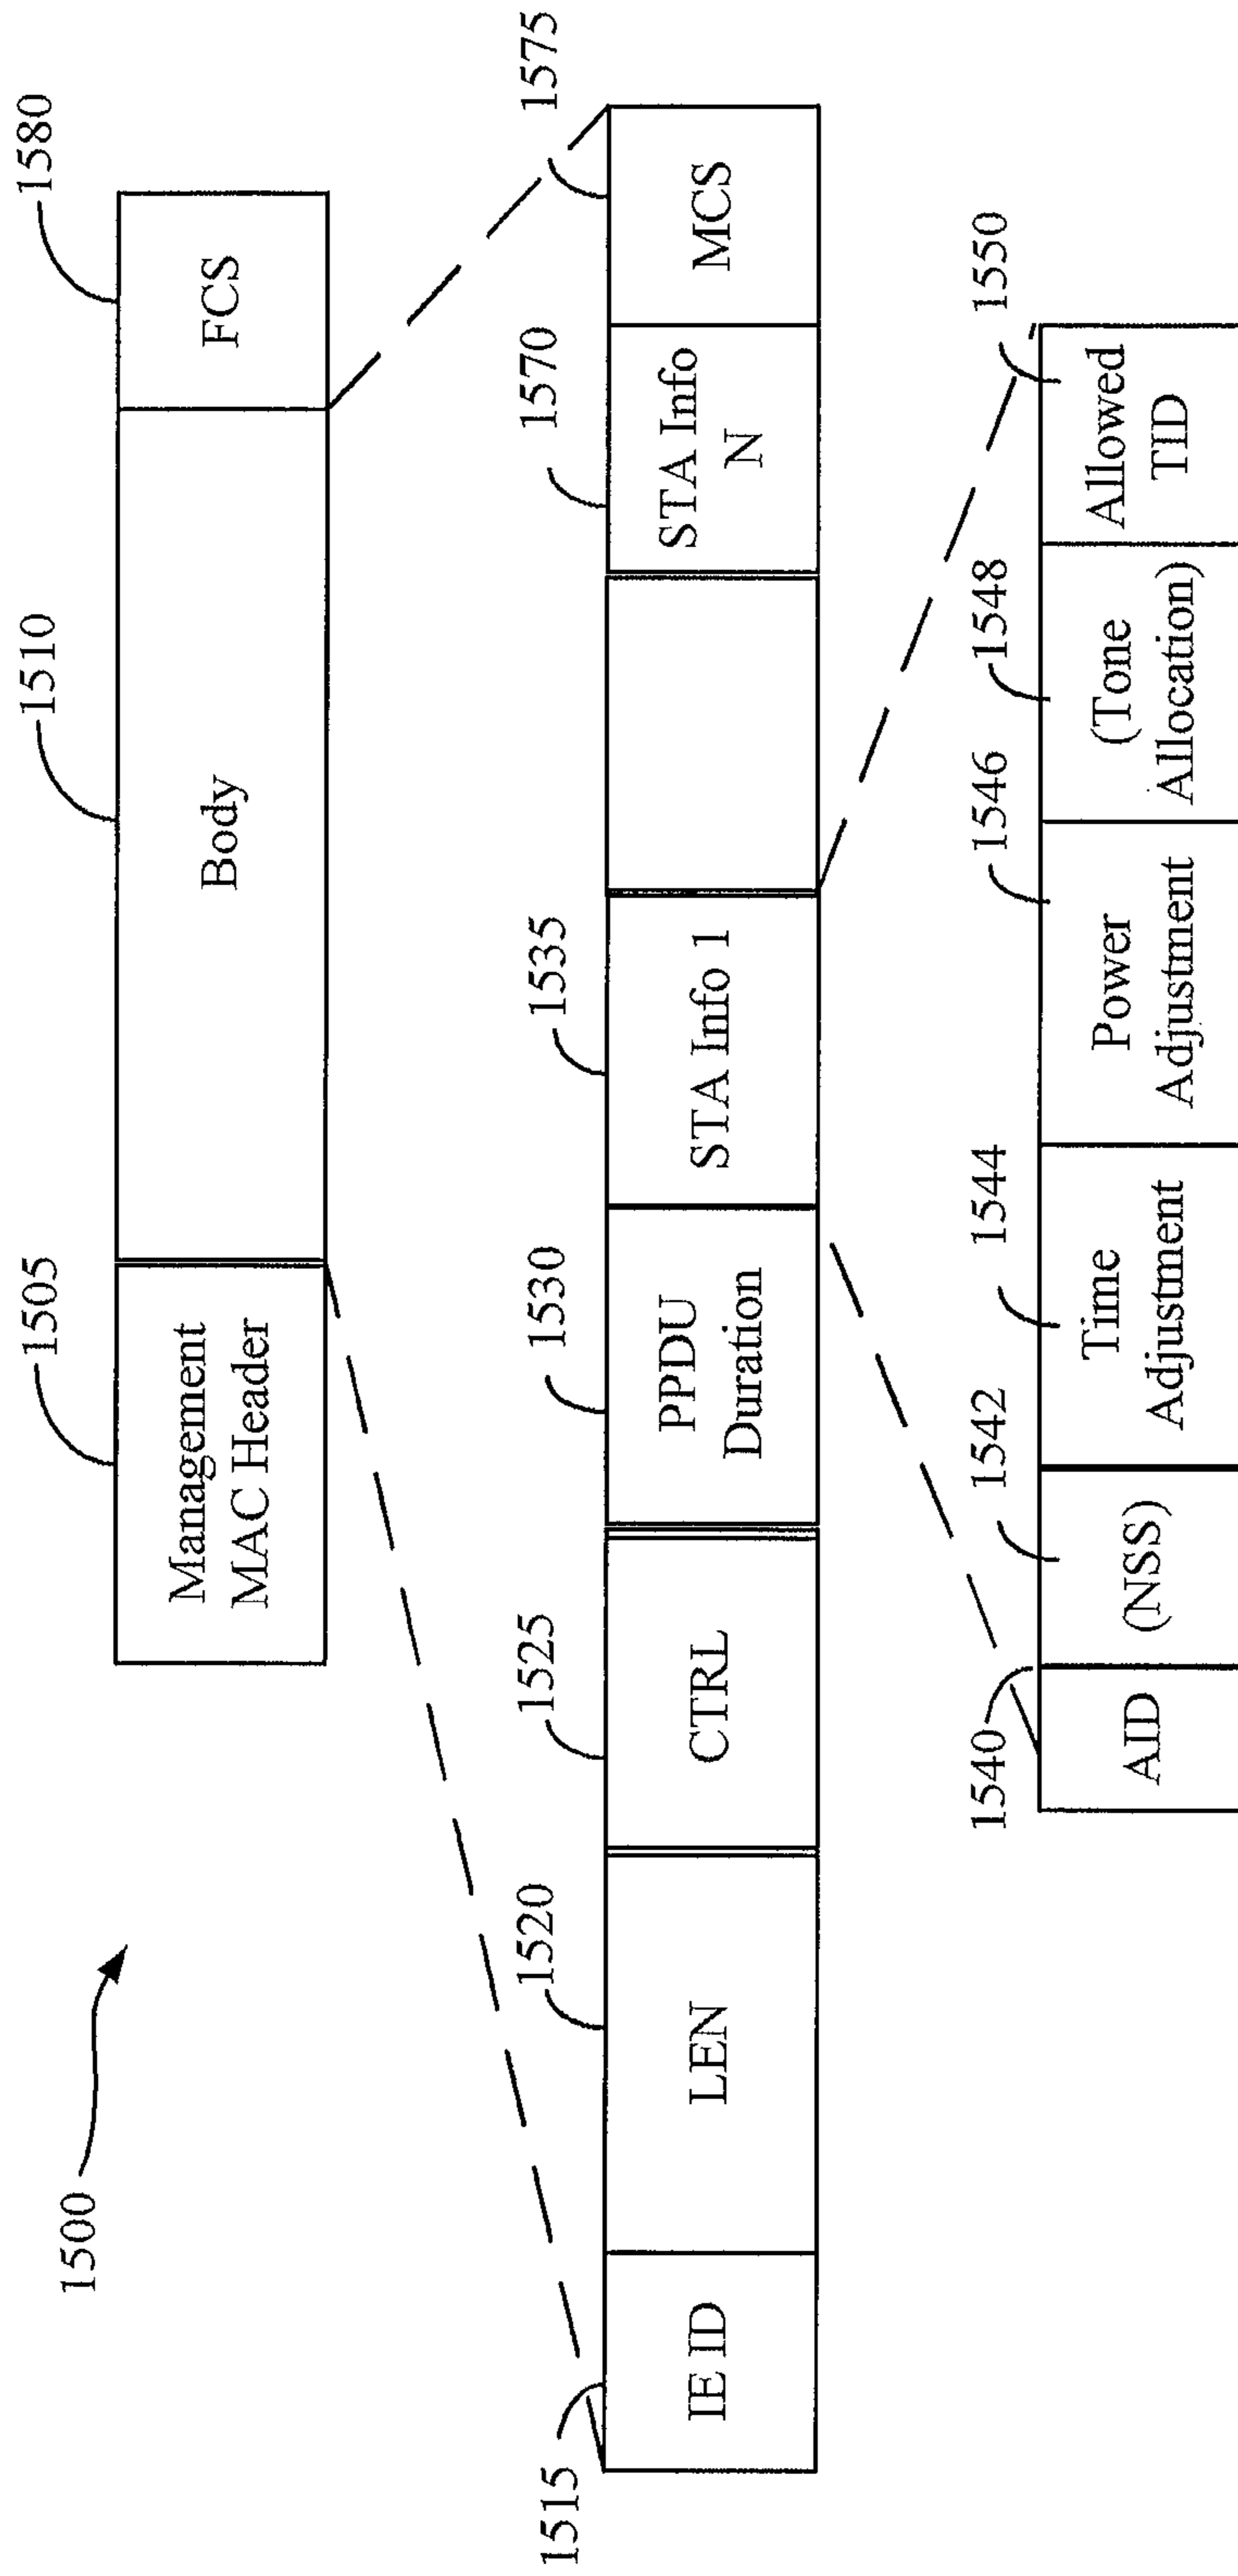 1500
1505
1510
1580
Management
MAC Header
Body
FCS
1515
1520
1525
1530
1535
1570
1575
IE ID
LEN
CTRL
PPDU
Duration
STA Info 1
STA Info
N
MCS
1540
1542
1544
1546
1548
1550
AID
(NSS)
Time
Adjustment
Power
Adjustment
(Tone
Allocation)
Allowed
TID